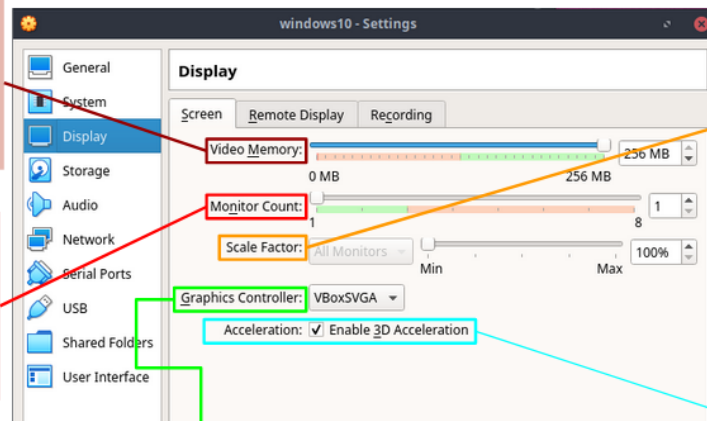 windows10 - Settings
General
System
Display
Storage
Audio
Network
Serial Ports
USB
Shared Folders
User Interface
Display
Screen
Remote Display
Recording
Video Memory:
256 MB
0 MB
256 MB
Monitor Count:
1
1
8
Scale Factor:
All Monitors
100%
Min
Max
Graphics Controller:
VBoxSVGA
Acceleration:
Enable 3D Acceleration